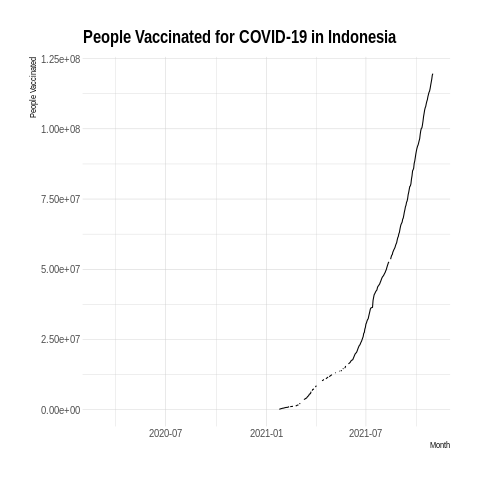 People Vaccinated for COVID-19 in Indonesia
People Vaccinated
1.25e+08
1.00e+08
7.50e+07
5.00e+07
2.50e+07
0.00e+00
2020-07 2021-01 2021-07
Month